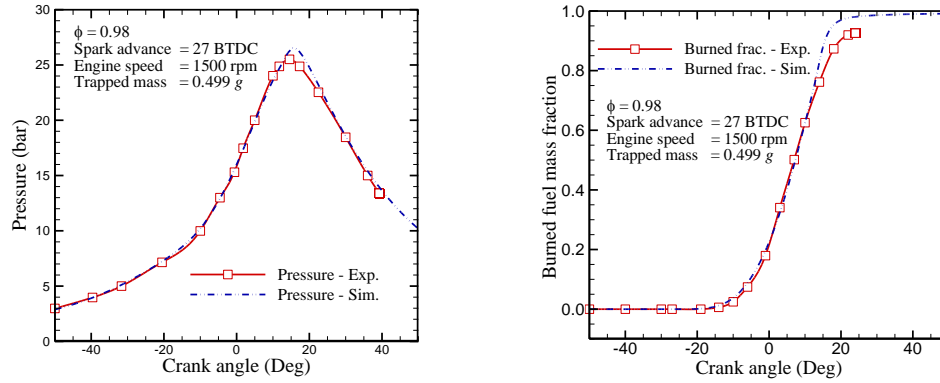 30
25
20
15
10
5
0
Pressure (bar)
ϕ = 0.98
Spark advance = 27 BTDC
Engine speed = 1500 rpm
Trapped mass = 0.499 g
Pressure - Exp.
Pressure - Sim.
-40 -20 0 20 40
Crank angle (Deg)
1.0
0.8
0.6
0.4
0.2
0.0
Burned fuel mass fraction
Burned frac. - Exp.
Burned frac. - Sim.
ϕ = 0.98
Spark advance = 27 BTDC
Engine speed = 1500 rpm
Trapped mass = 0.499 g
-40 -20 0 20 40
Crank angle (Deg)